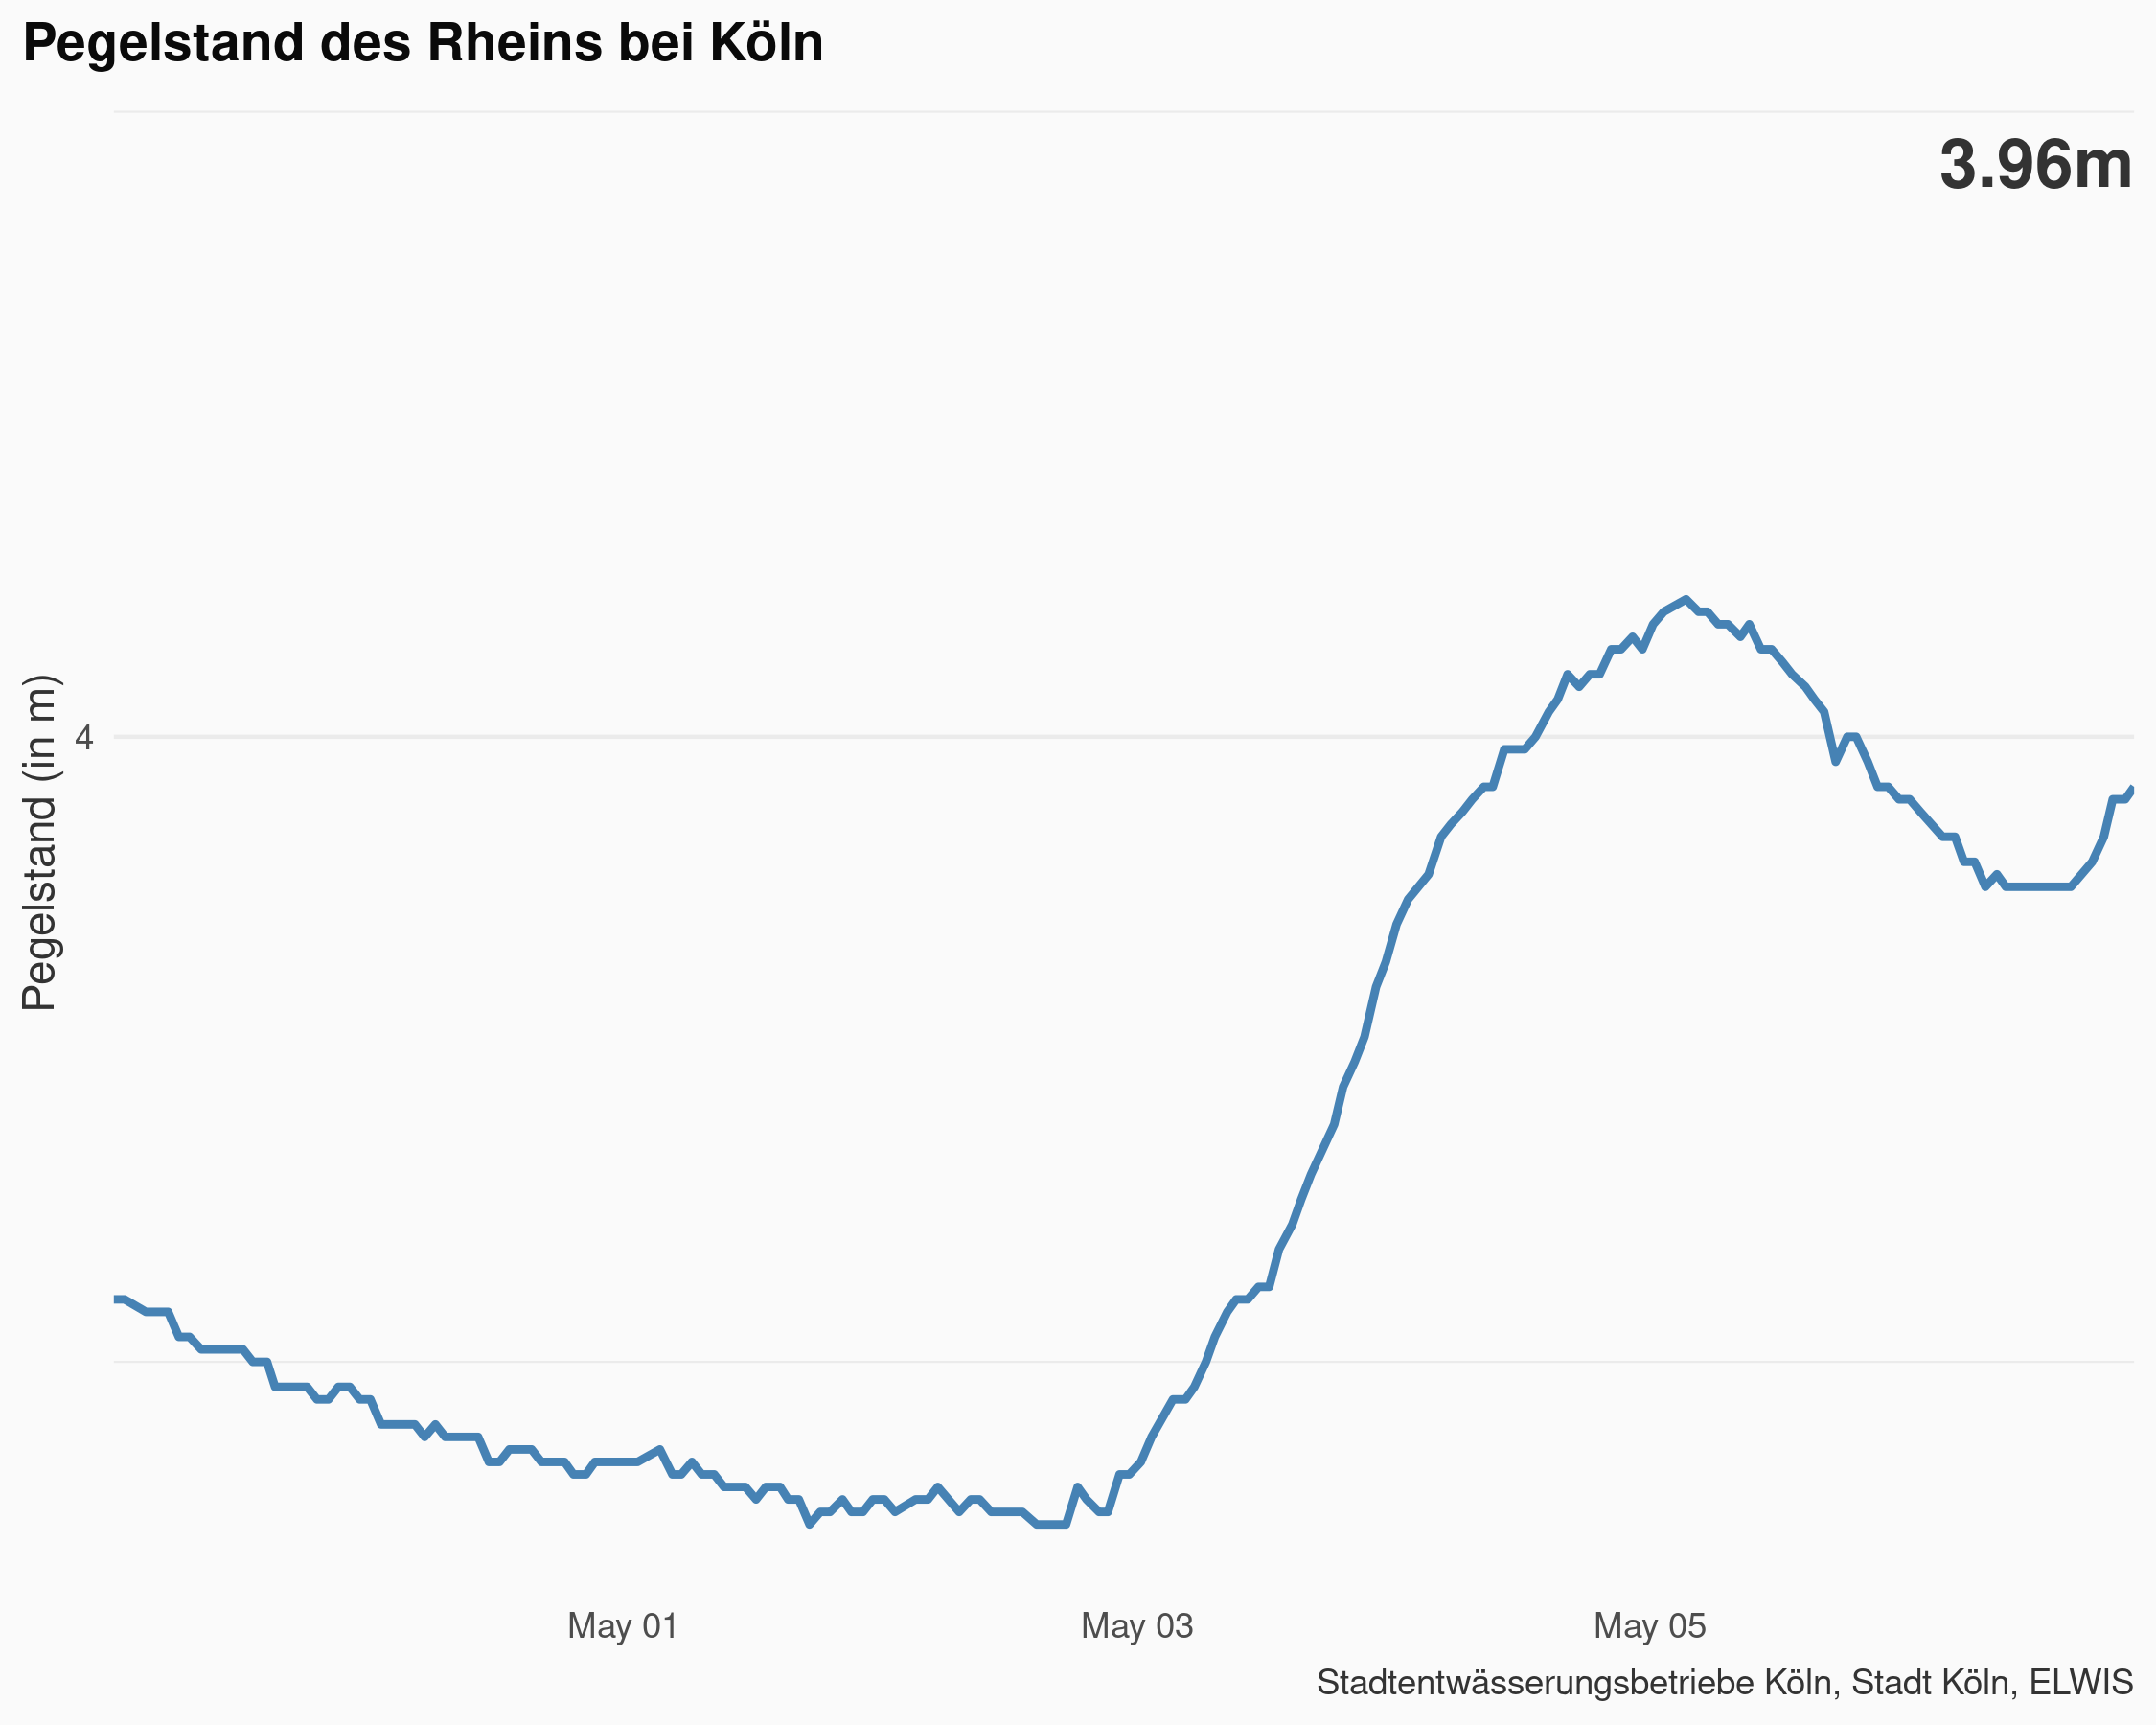 Pegelstand des Rheins bei Köln
3.96m
Pegelstand (in m)
4
May 01
May 03
May 05
Stadtentwässerungsbetriebe Köln, Stadt Köln, ELWIS